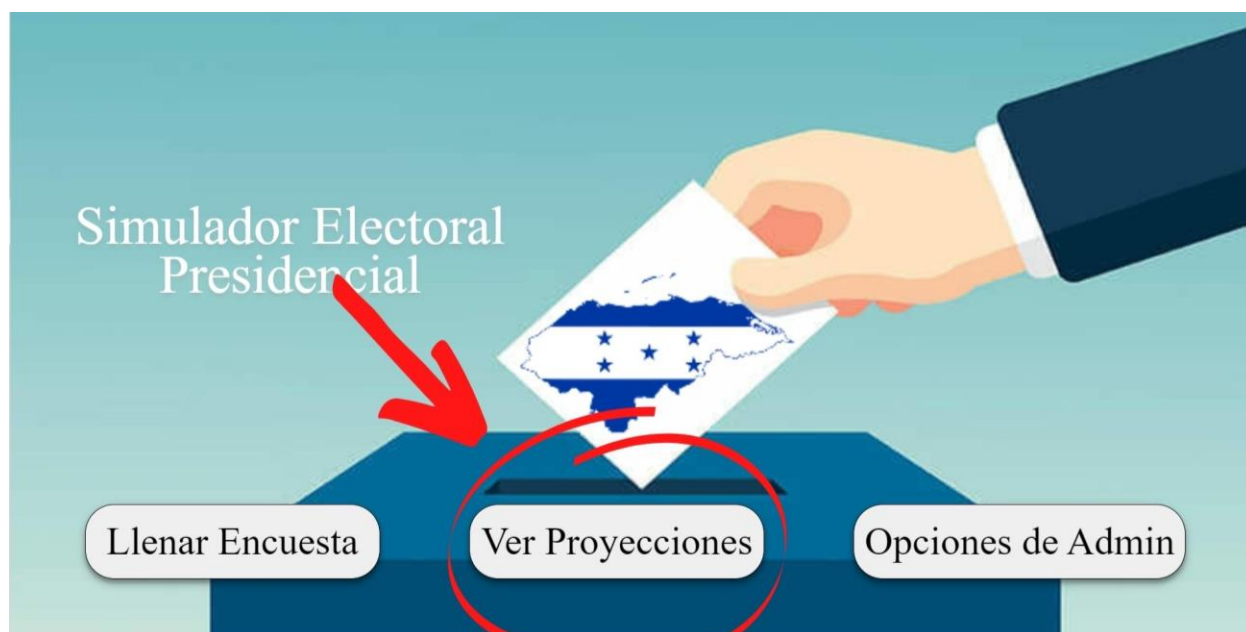 Simulador Electoral
Presidencial
Llenar Encuesta
Ver Proyecciones
Opciones de Admin